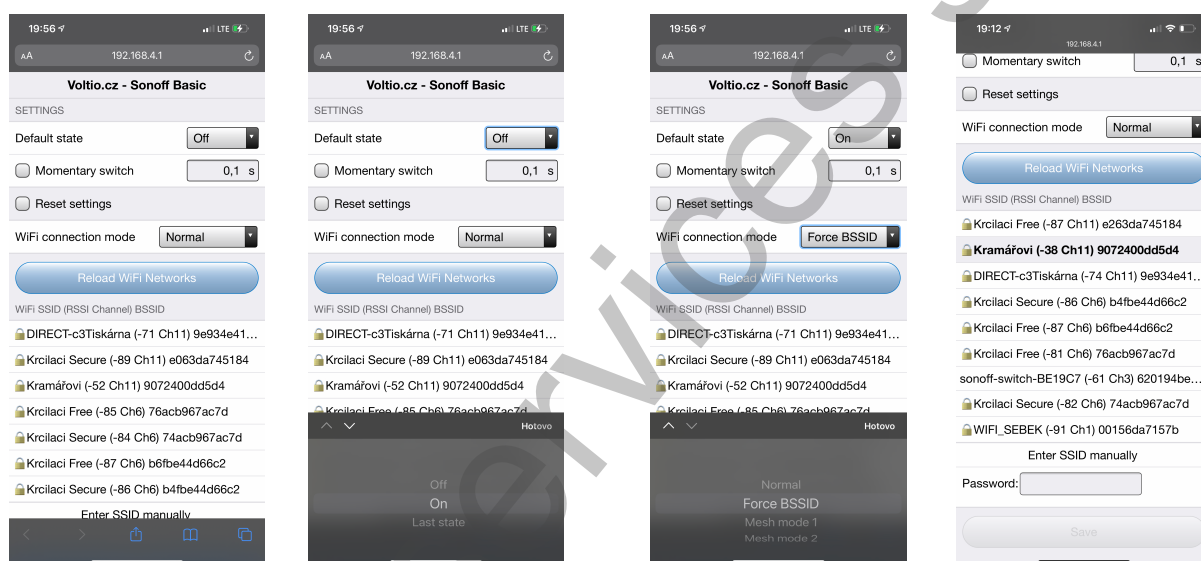 19:56 LTE
AA 192.168.4.1
Voltio.cz - Sonoff Basic
SETTINGS
Default state Off
Momentary switch 0,1 s
Reset settings
WiFi connection mode Normal
Reload WiFi Networks
WiFi SSID (RSSI Channel) BSSID
DIRECT-c3Tiskárna (-71 Ch11) 9e934e41...
Krcilaci Secure (-89 Ch11) e063da745184
Kramářovi (-52 Ch11) 9072400dd5d4
Krcilaci Free (-85 Ch6) 76acb967ac7d
Krcilaci Secure (-84 Ch6) 74acb967ac7d
Krcilaci Free (-87 Ch6) b6fbe44d66c2
Krcilaci Secure (-86 Ch6) b4fbe44d66c2
Enter SSID manually
19:56 LTE
AA 192.168.4.1
Voltio.cz - Sonoff Basic
SETTINGS
Default state Off
Momentary switch 0,1 s
Reset settings
WiFi connection mode Normal
Reload WiFi Networks
WiFi SSID (RSSI Channel) BSSID
DIRECT-c3Tiskárna (-71 Ch11) 9e934e41...
Krcilaci Secure (-89 Ch11) e063da745184
Kramářovi (-52 Ch11) 9072400dd5d4
Krcilaci Free (-85 Ch6) 76acb967ac7d
Hotovo
Off
On
Last state
19:56 LTE
AA 192.168.4.1
Voltio.cz - Sonoff Basic
SETTINGS
Default state On
Momentary switch 0,1 s
Reset settings
WiFi connection mode Force BSSID
Reload WiFi Networks
WiFi SSID (RSSI Channel) BSSID
DIRECT-c3Tiskárna (-71 Ch11) 9e934e41...
Krcilaci Secure (-89 Ch11) e063da745184
Kramářovi (-52 Ch11) 9072400dd5d4
Krcilaci Free (-85 Ch6) 76acb967ac7d
Hotovo
Normal
Force BSSID
Mesh mode 1
Mesh mode 2
19:12
192.168.4.1
Momentary switch 0,1 s
Reset settings
WiFi connection mode Normal
Reload WiFi Networks
WiFi SSID (RSSI Channel) BSSID
Krcilaci Free (-87 Ch11) e263da745184
Kramářovi (-38 Ch11) 9072400dd5d4
DIRECT-c3Tiskárna (-74 Ch11) 9e934e41...
Krcilaci Secure (-86 Ch6) b4fbe44d66c2
Krcilaci Free (-87 Ch6) b6fbe44d66c2
Krcilaci Free (-81 Ch6) 76acb967ac7d
sonoff-switch-BE19C7 (-61 Ch3) 620194be...
Krcilaci Secure (-82 Ch6) 74acb967ac7d
WIFI_SEBEK (-91 Ch1) 00156da7157b
Enter SSID manually
Password:
Save
ervices